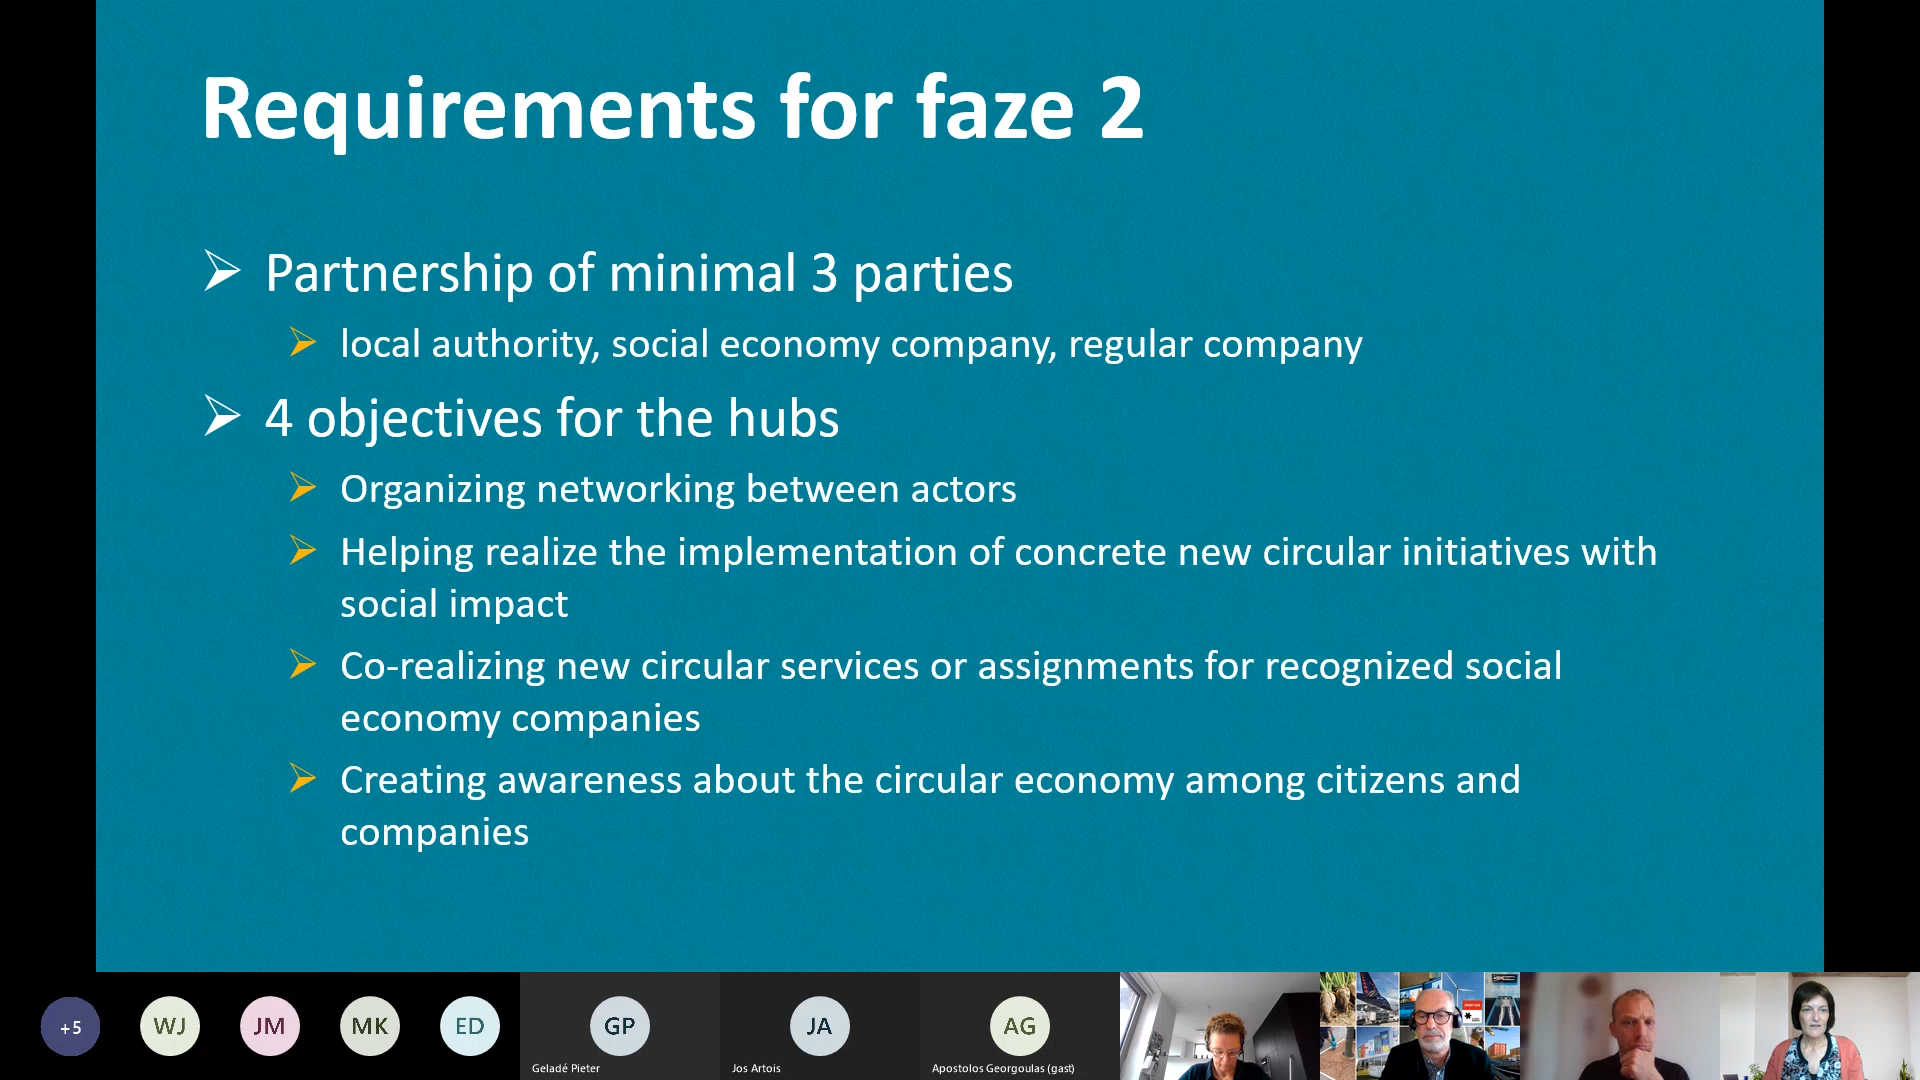 Requirements for faze 2
Partnership of minimal 3 parties
local authority, social economy company, regular company
4 objectives for the hubs
Organizing networking between actors
Helping realize the implementation of concrete new circular initiatives with
social impact
Co-realizing new circular services or assignments for recognized social
economy companies
Creating awareness about the circular economy among citizens and
companies
+5
WJ
JM
MK
ED
GP
JA
AG
Geladé Pieter
Jos Artois
Apostolos Georgoulas (gast)